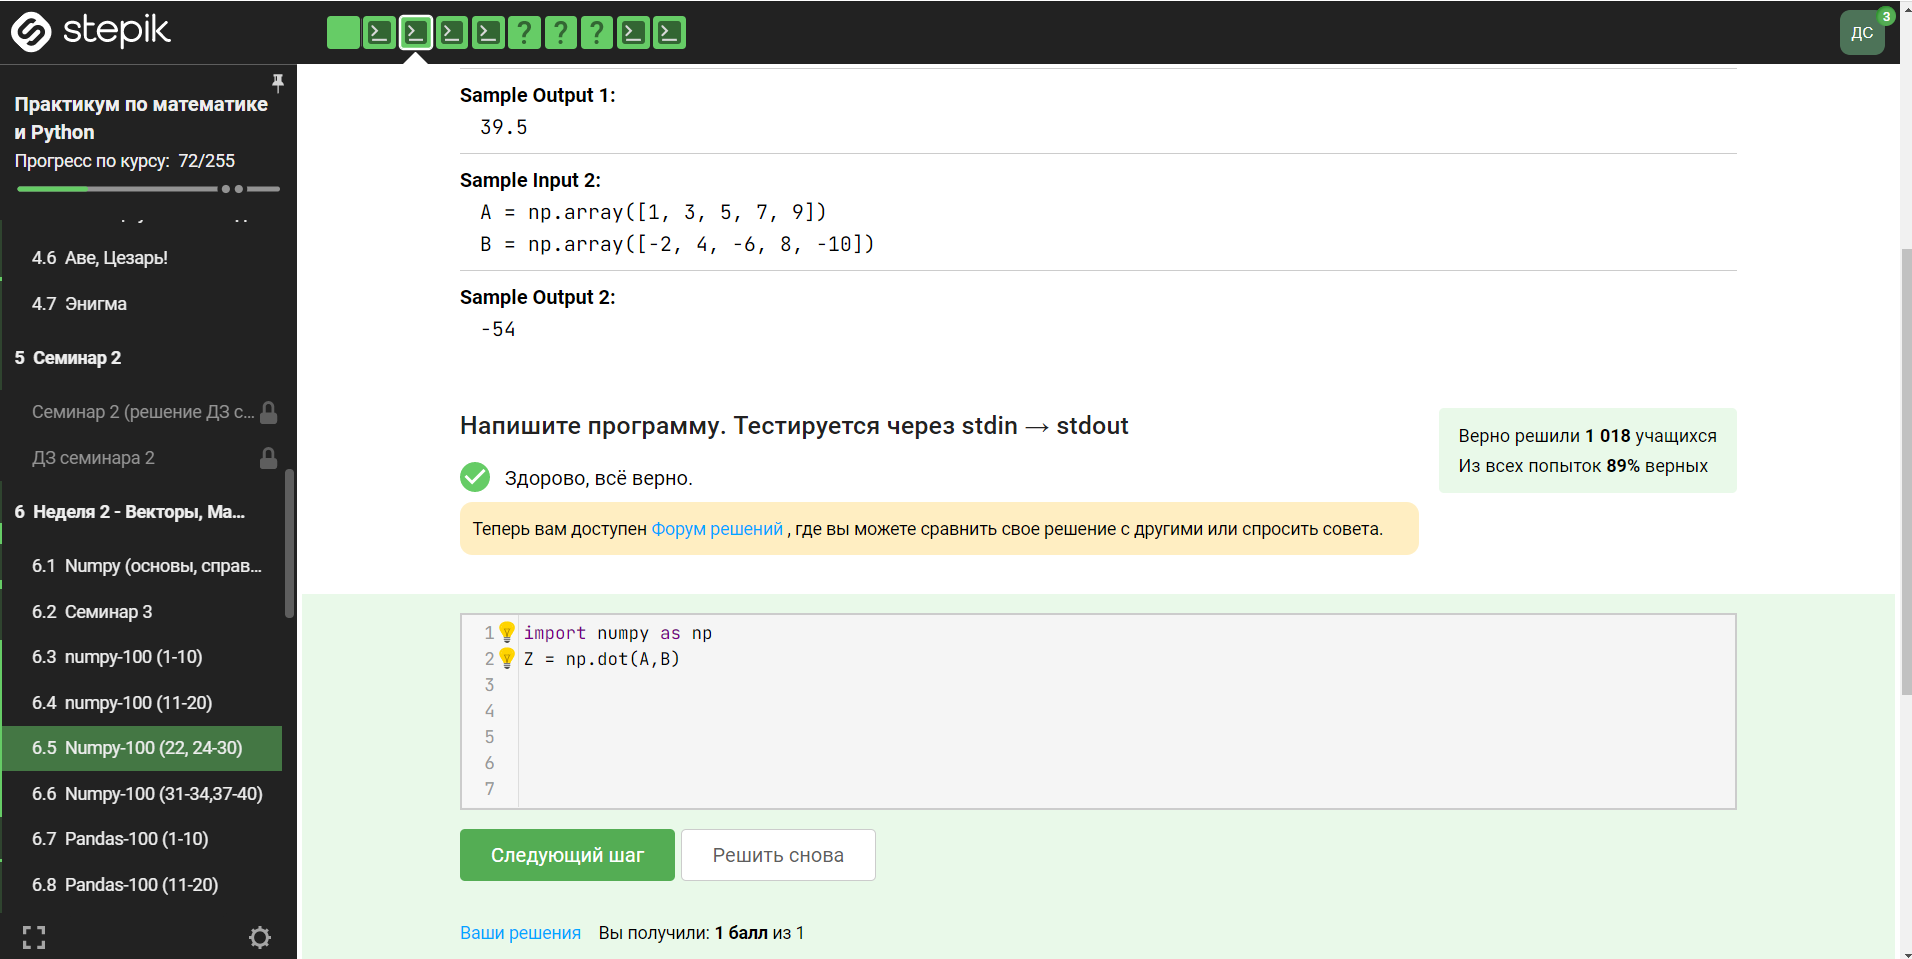 stepik
ДС
3
Практикум по математике
и Python
Прогресс по курсу: 72/255
4.6 Аве, Цезарь!
4.7 Энигма
5 Семинар 2
Семинар 2 (решение ДЗ с...
ДЗ семинара 2
6 Неделя 2 - Векторы, Ма...
6.1 Numpy (основы, справ...
6.2 Семинар 3
6.3 numpy-100 (1-10)
6.4 numpy-100 (11-20)
6.5 Numpy-100 (22, 24-30)
6.6 Numpy-100 (31-34,37-40)
6.7 Pandas-100 (1-10)
6.8 Pandas-100 (11-20)
Sample Output 1:
39.5
Sample Input 2:
A = np.array([1, 3, 5, 7, 9])
B = np.array([-2, 4, -6, 8, -10])
Sample Output 2:
-54
Напишите программу. Тестируется через stdin → stdout
Верно решили 1 018 учащихся
Из всех попыток 89% верных
Здорово, всё верно.
Теперь вам доступен Форум решений , где вы можете сравнить свое решение с другими или спросить совета.
1 import numpy as np
2 Z = np.dot(A,B)
3
4
5
6
7
Следующий шаг
Решить снова
Ваши решения Вы получили: 1 балл из 1